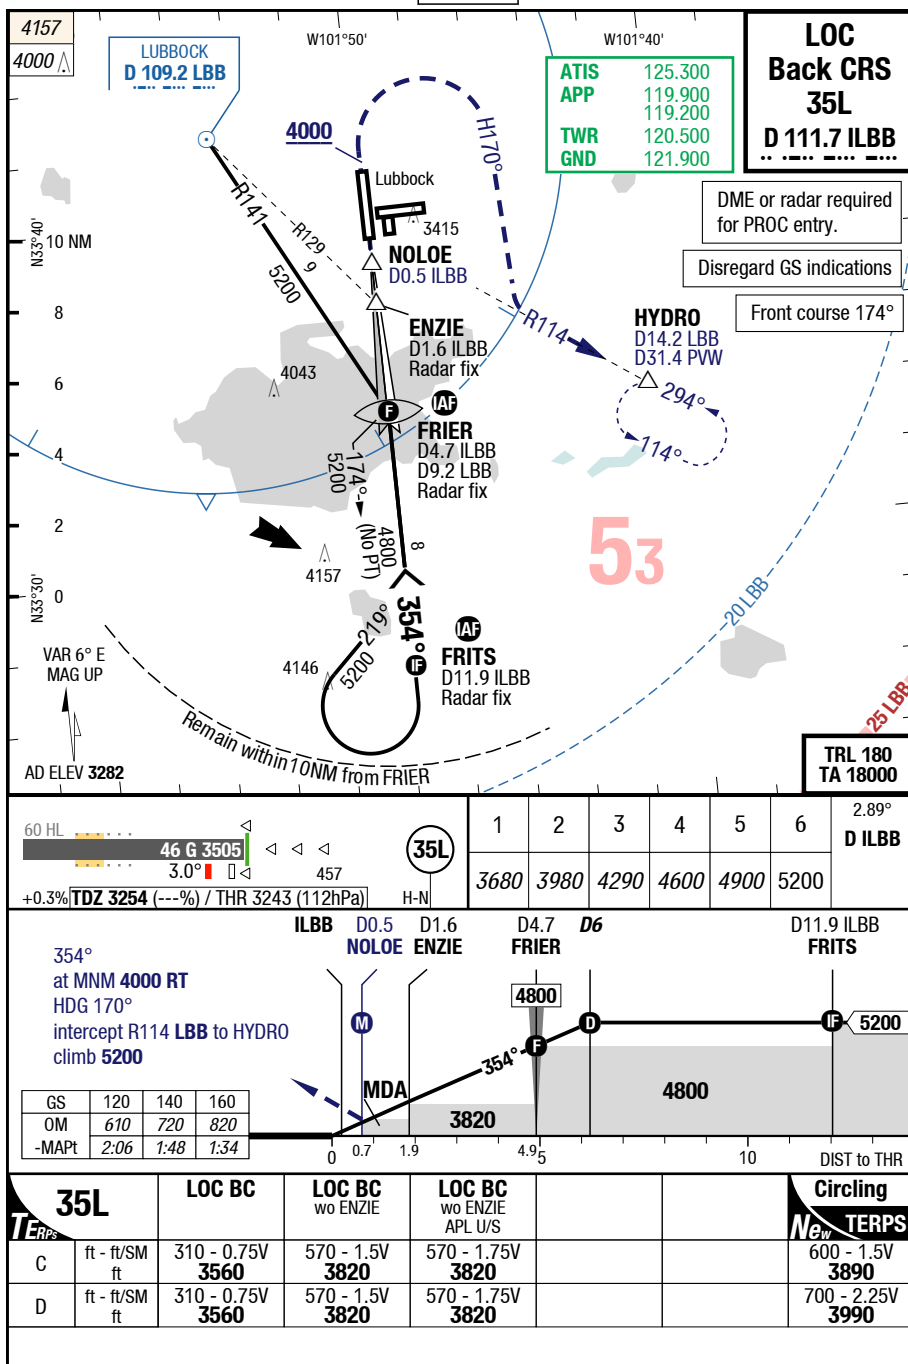 4157
4000
LUBBOCK
D 109.2 LBB
W101°50'
W101°40'
LOC
Back CRS
35L
D 111.7 ILBB
ATIS 125.300
APP 119.900
119.200
TWR 120.500
GND 121.900
4000
H170°
Lubbock
3415
DME or radar required
for PROC entry.
Disregard GS indications
Front course 174°
N33°40'
10 NM
R141
5200
R129
9
NOLOE
D0.5 ILBB
8
ENZIE
D1.6 ILBB
Radar fix
R114
HYDRO
D14.2 LBB
D31.4 PVW
294°
114°
6
4043
F
IAF
FRIER
D4.7 ILBB
D9.2 LBB
Radar fix
4
174°
5200
2
4800
(No PT)
8
4157
53
N33°30'
0
20 LBB
219°
5200
354°
IAF
IF
FRITS
D11.9 ILBB
Radar fix
4146
VAR 6° E
MAG UP
Remain within 10NM from FRIER
25 LBB
AD ELEV 3282
TRL 180
TA 18000
60 HL
46 G 3505
3.0°
457
+0.3%
TDZ 3254 (---%) / THR 3243 (112hPa)
35L
H-N
1 2 3 4 5 6 2.89°
D ILBB
3680 3980 4290 4600 4900 5200
ILBB D0.5 D1.6 D4.7 D6 D11.9 ILBB
NOLOE ENZIE FRIER FRITS
354°
at MNM 4000 RT
HDG 170°
intercept R114 LBB to HYDRO
climb 5200
4800
M
D
IF
5200
F
354°
MDA
3820
4800
GS 120 140 160
OM 610 720 820
-MAPt 2:06 1:48 1:34
0 0.7 1.9 4.9 5 10 DIST to THR
35L
TERPs
LOC BC
LOC BC
wo ENZIE
LOC BC
wo ENZIE
APL U/S
Circling
New TERPS
C ft - ft/SM 310 - 0.75V 570 - 1.5V 570 - 1.75V 600 - 1.5V
ft 3560 3820 3820 3890
D ft - ft/SM 310 - 0.75V 570 - 1.5V 570 - 1.75V 700 - 2.25V
ft 3560 3820 3820 3990